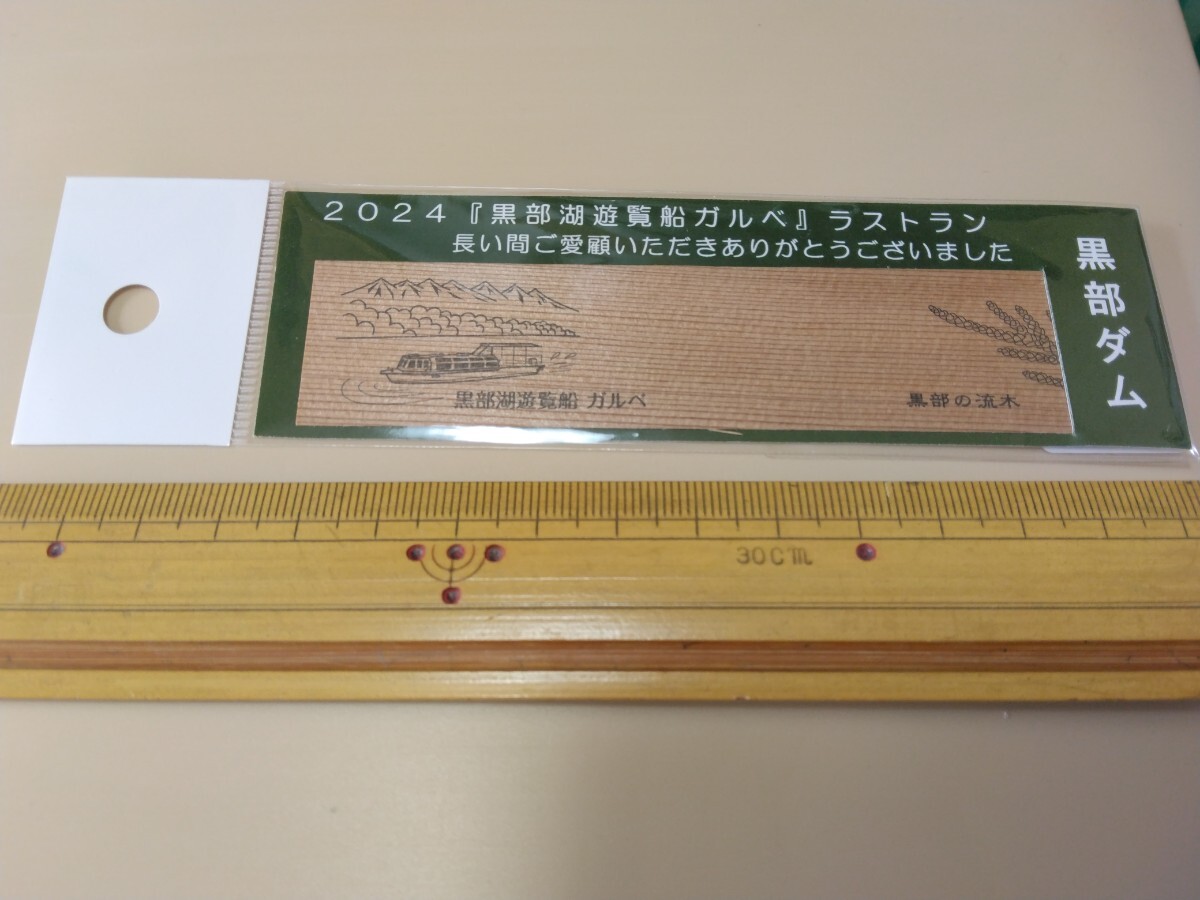 2024『黒部湖遊覧船ガルベ』ラストラン
長い間ご愛顧いただきありがとうございました
黒部ダム
黒部湖遊覧船 ガルベ
黒部の流木
30cm